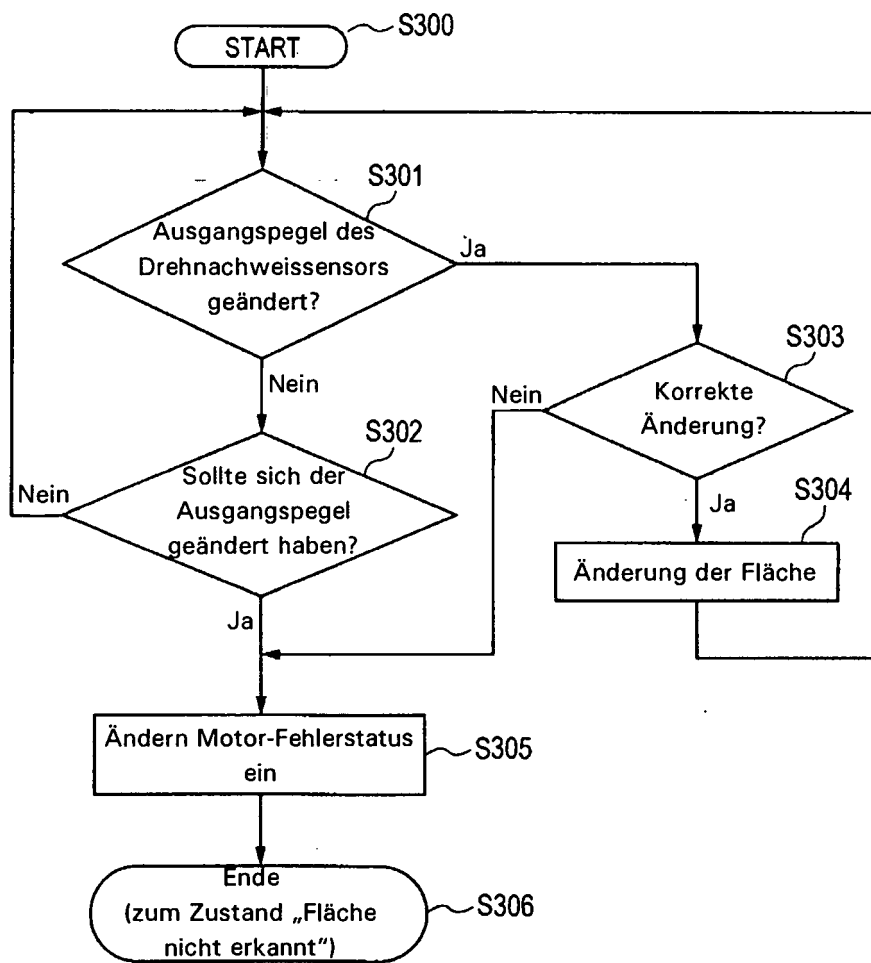 START
S300
S301
Ausgangspegel des
Drehnachweissensors
geändert?
Ja
Nein
S303
Korrekte
Änderung?
Nein
Ja
S302
Sollte sich der
Ausgangspegel
geändert haben?
Nein
Ja
S304
Änderung der Fläche
Ändern Motor-Fehlerstatus
ein
S305
Ende
(zum Zustand „Fläche
nicht erkannt“)
S306